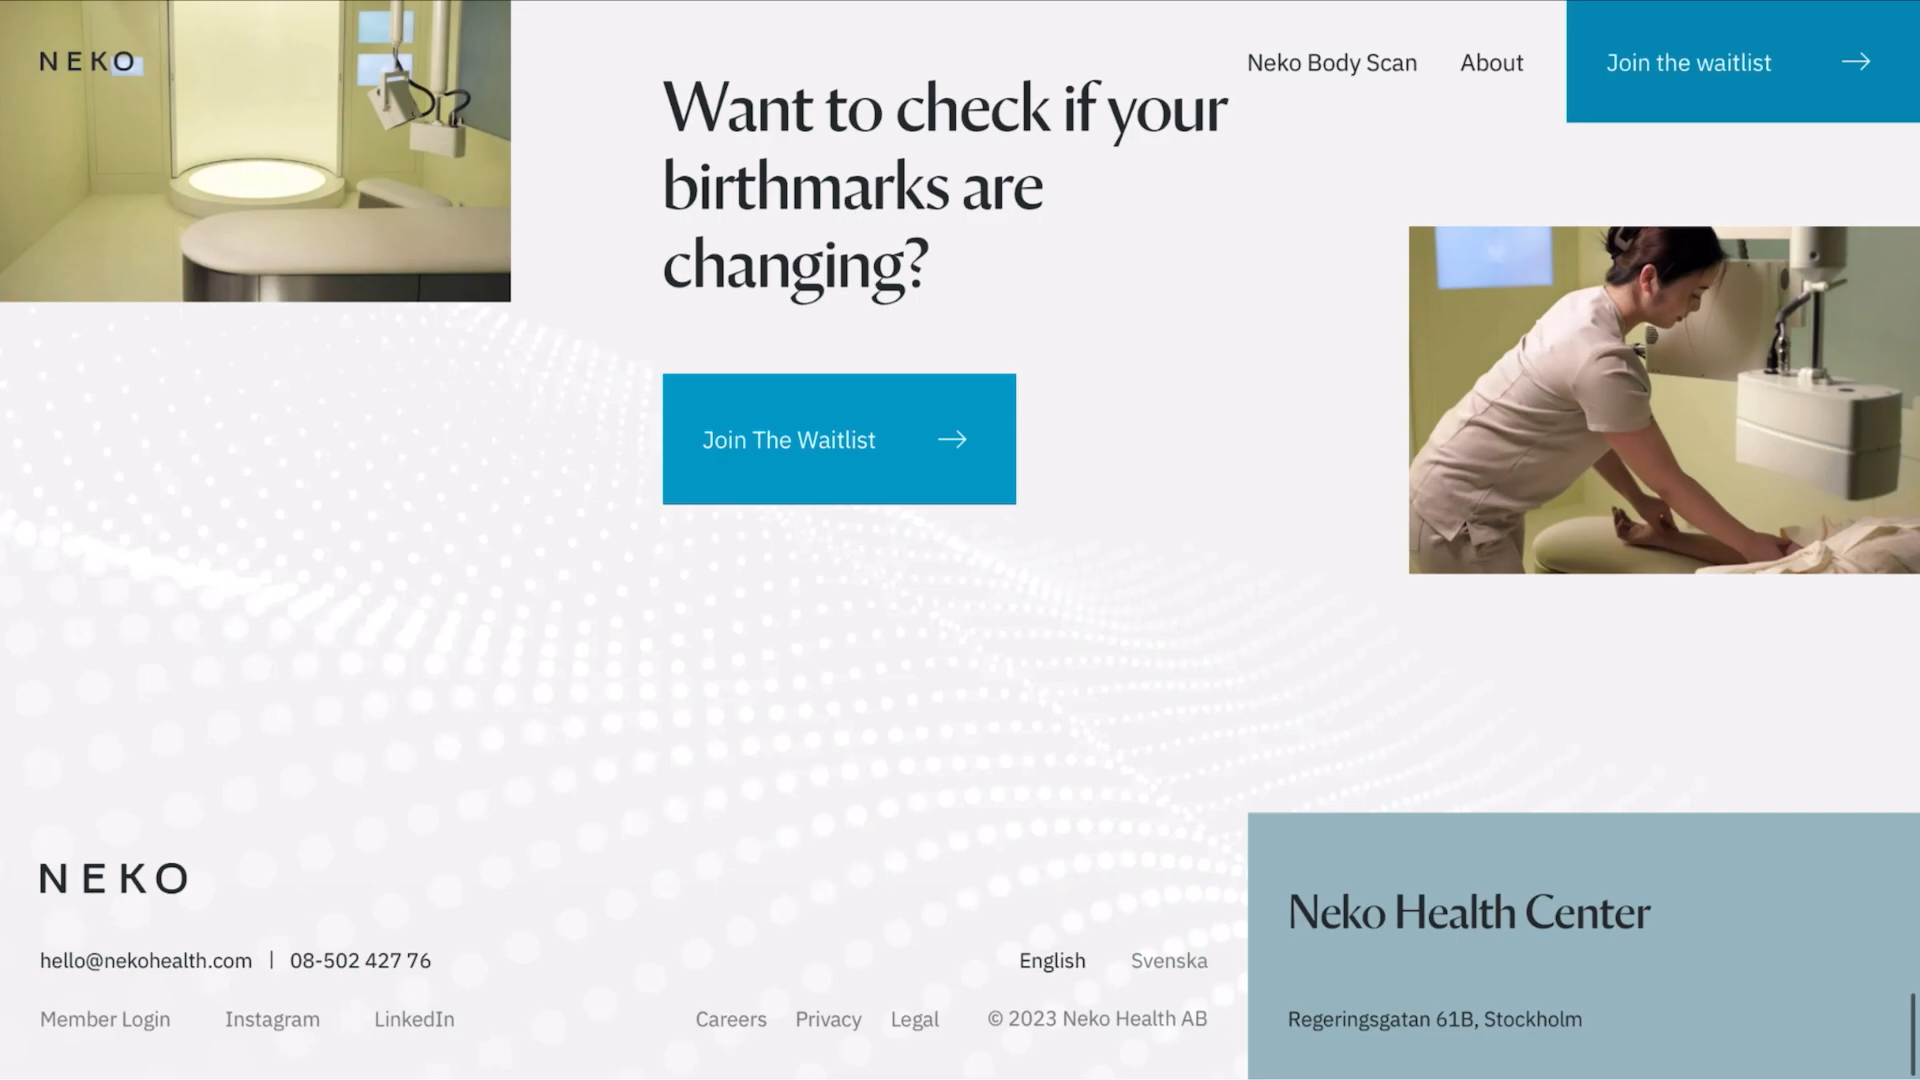 NEKO
Neko Body Scan
About
Join the waitlist
Want to check if your
birthmarks are
changing?
Join The Waitlist
NEKO
hello@nekohealth.com | 08-502 427 76
English Svenska
Member Login Instagram LinkedIn
Careers Privacy Legal © 2023 Neko Health AB
Neko Health Center
Regeringsgatan 61B, Stockholm